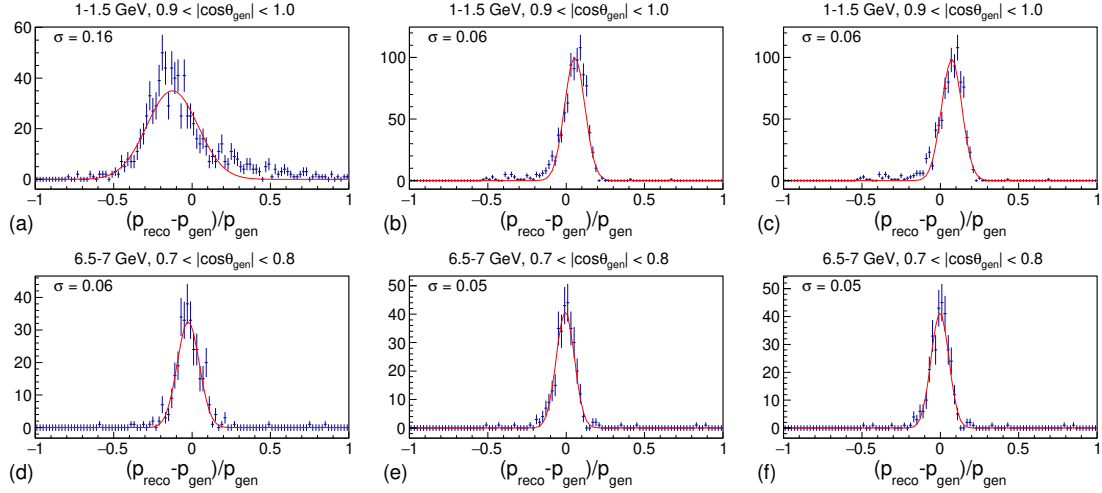 1-1.5 GeV, 0.9 < |cosθgen| < 1.0
σ = 0.16
60
40
20
0
−1 −0.5 0 0.5 1
(a) (preco-pgen)/pgen
1-1.5 GeV, 0.9 < |cosθgen| < 1.0
σ = 0.06
100
50
0
−1 −0.5 0 0.5 1
(b) (preco-pgen)/pgen
1-1.5 GeV, 0.9 < |cosθgen| < 1.0
σ = 0.06
100
50
0
−1 −0.5 0 0.5 1
(c) (preco-pgen)/pgen
6.5-7 GeV, 0.7 < |cosθgen| < 0.8
σ = 0.06
40
30
20
10
0
−1 −0.5 0 0.5 1
(d) (preco-pgen)/pgen
6.5-7 GeV, 0.7 < |cosθgen| < 0.8
σ = 0.05
50
40
30
20
10
0
−1 −0.5 0 0.5 1
(e) (preco-pgen)/pgen
6.5-7 GeV, 0.7 < |cosθgen| < 0.8
σ = 0.05
50
40
30
20
10
0
−1 −0.5 0 0.5 1
(f) (preco-pgen)/pgen